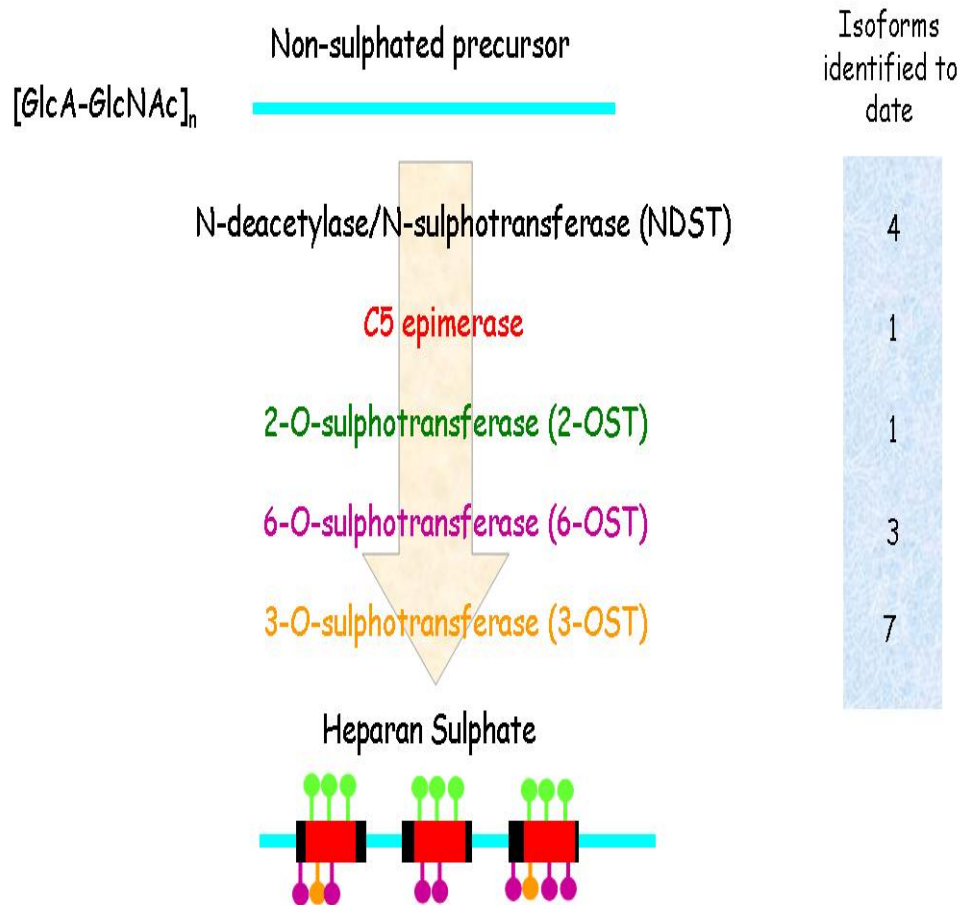 Non-sulphated precursor
Isoforms
identified to
date
[GlcA-GlcNAc]n
N-deacetylase/N-sulphotransferase (NDST)
4
C5 epimerase
1
2-O-sulphotransferase (2-OST)
1
6-O-sulphotransferase (6-OST)
3
3-O-sulphotransferase (3-OST)
7
Heparan Sulphate